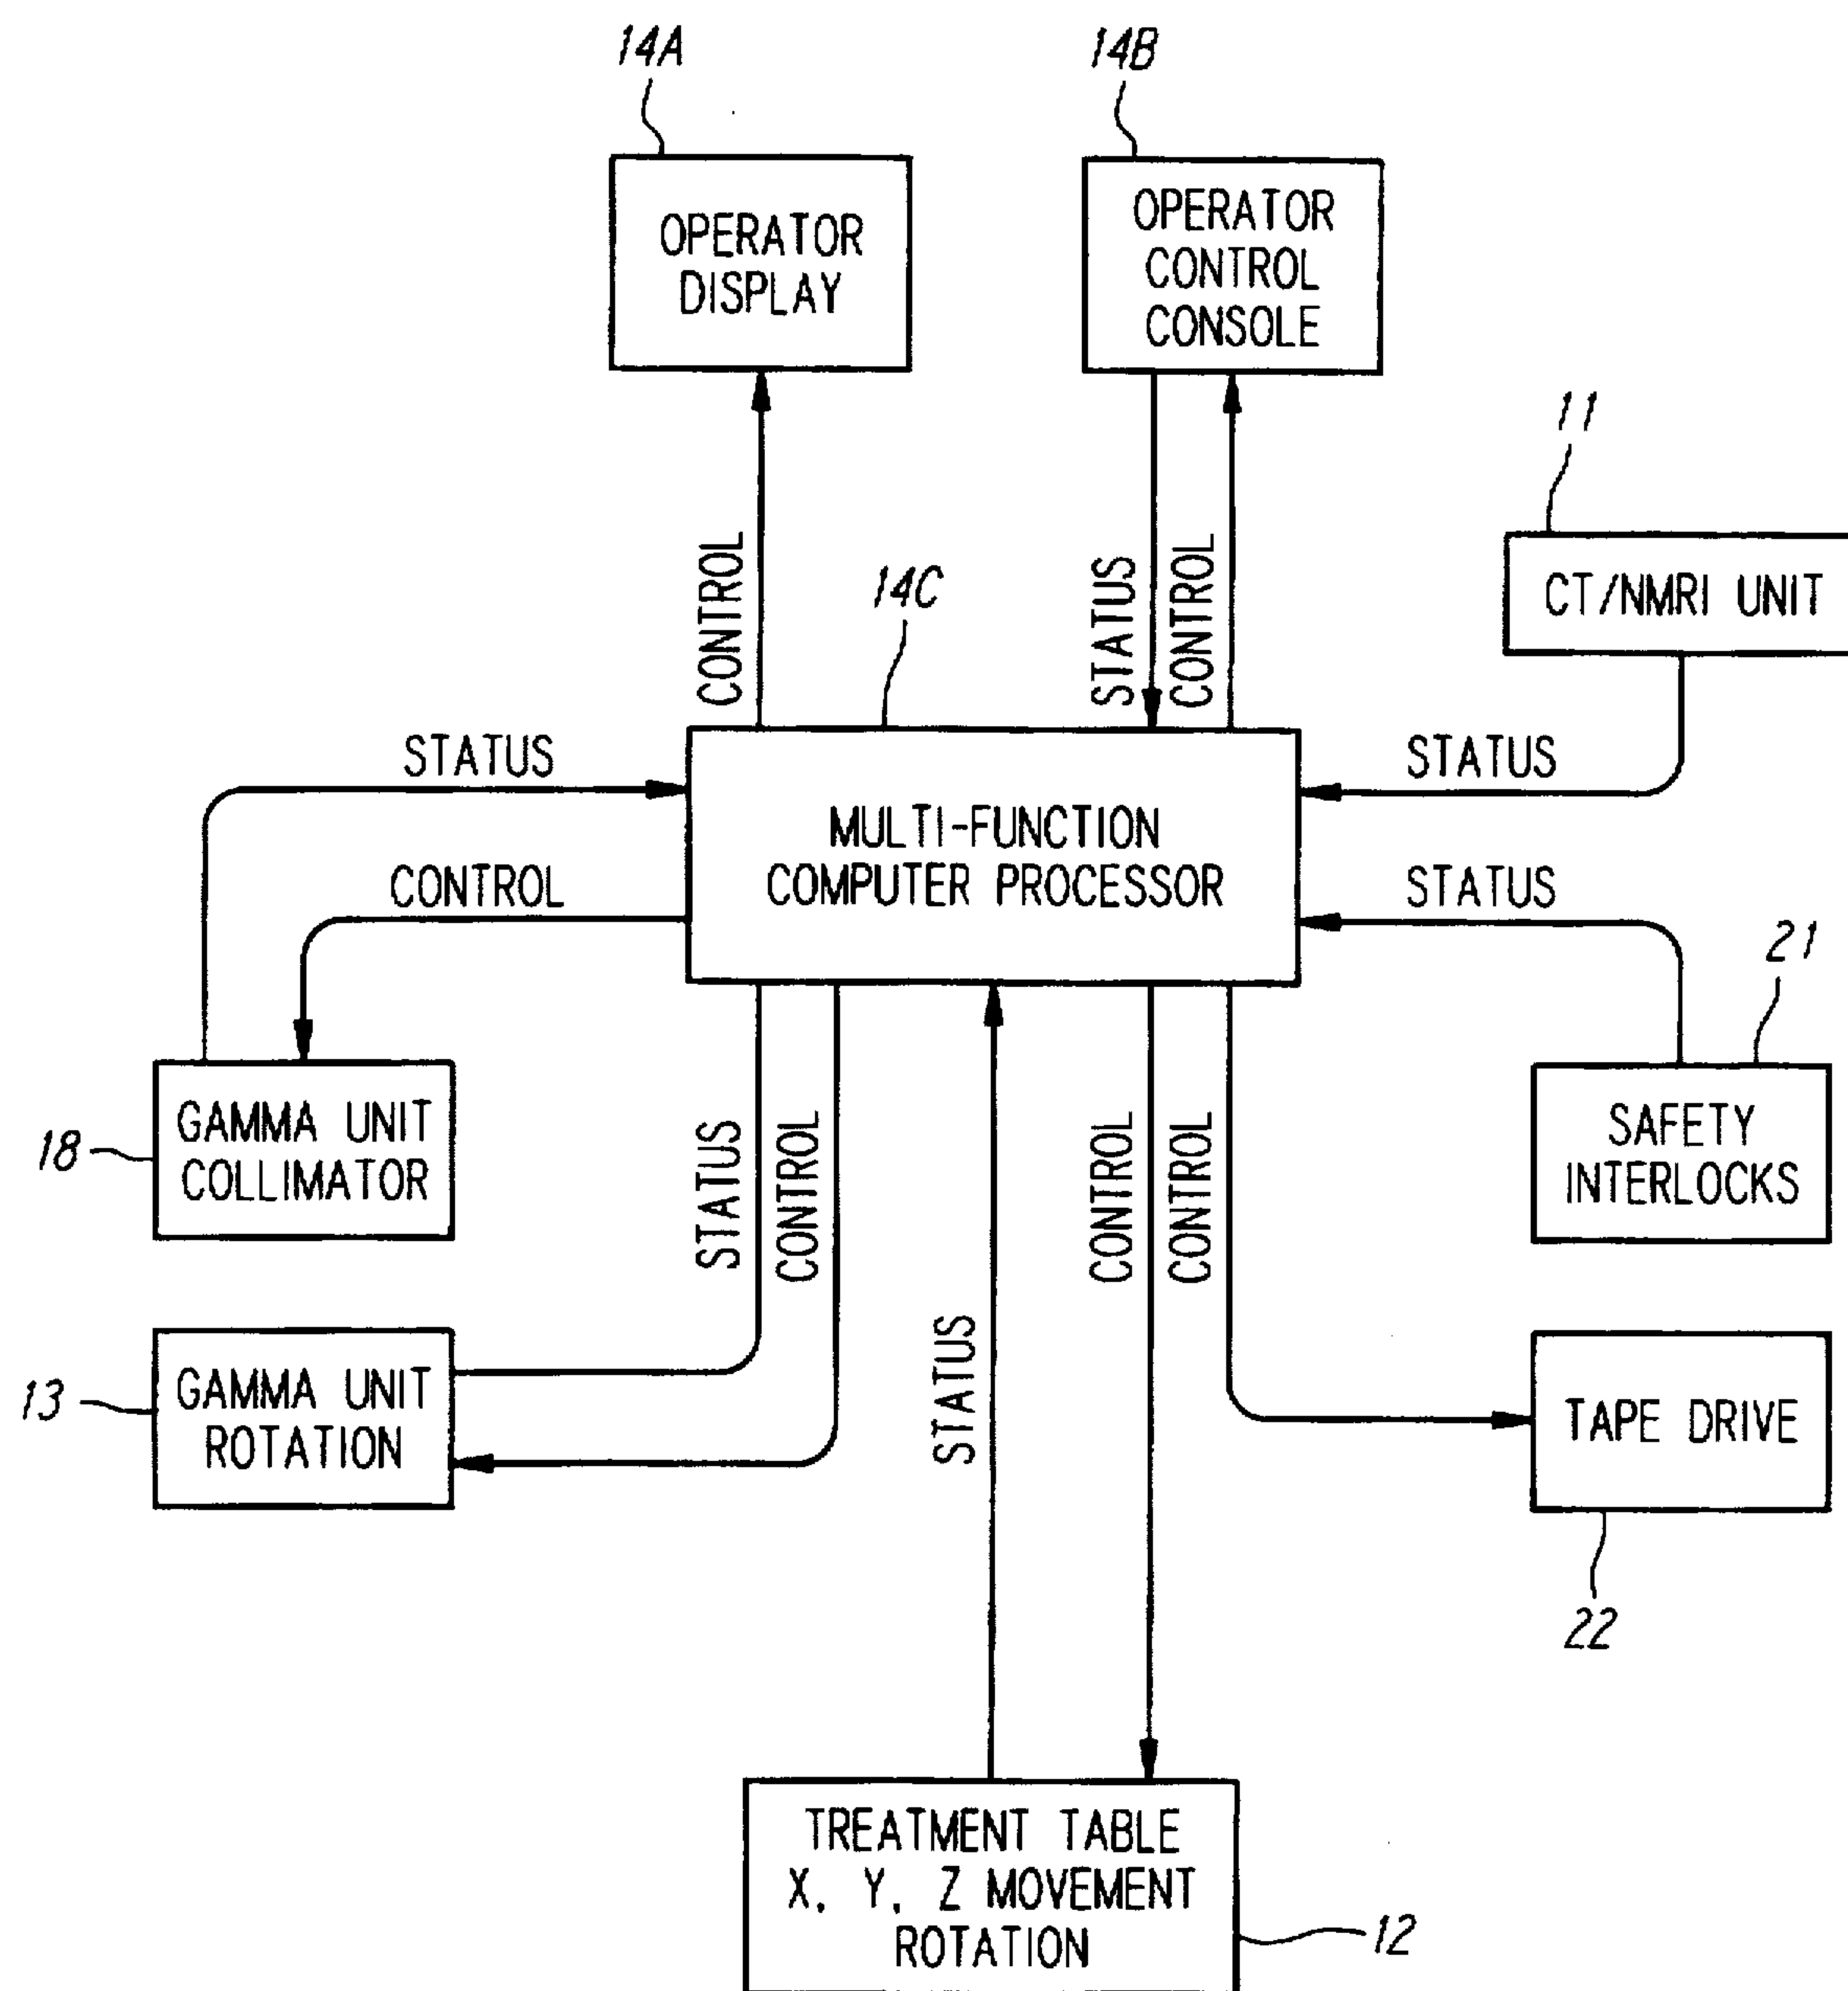 14A
14B
OPERATOR
DISPLAY
OPERATOR
CONTROL
CONSOLE
11
CT/NMRI UNIT
CONTROL
STATUS
CONTROL
14C
STATUS
STATUS
MULTI-FUNCTION
COMPUTER PROCESSOR
CONTROL
STATUS
21
GAMMA UNIT
COLLIMATOR
18
SAFETY
INTERLOCKS
STATUS
CONTROL
CONTROL
CONTROL
STATUS
13
GAMMA UNIT
ROTATION
TAPE DRIVE
22
TREATMENT TABLE
X, Y, Z MOVEMENT
ROTATION
12